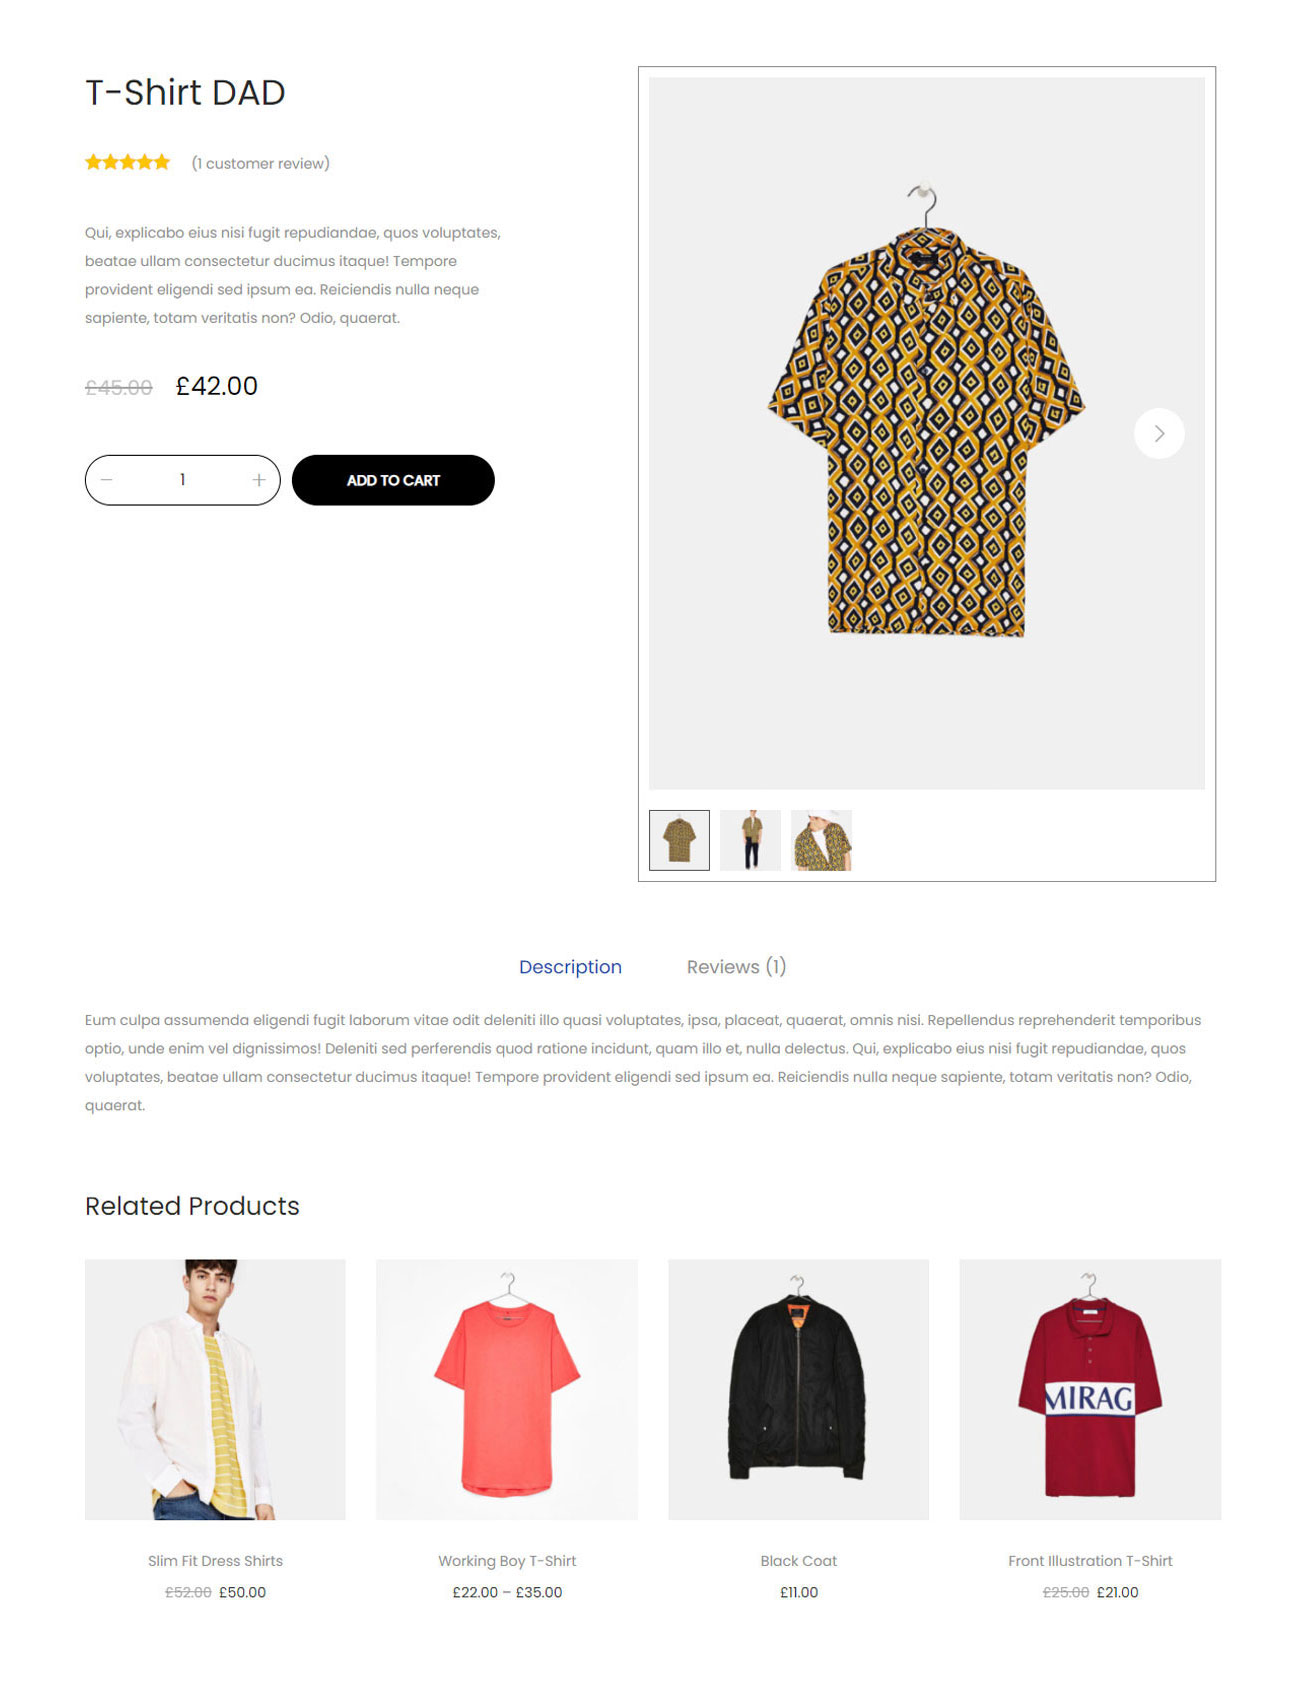 T-Shirt DAD
(1 customer review)
Qui, explicabo eius nisi fugit repudiandae, quos voluptates,
beatae ullam consectetur ducimus itaque! Tempore
provident eligendi sed ipsum ea. Reiciendis nulla neque
sapiente, totam veritatis non? Odio, quaerat.
£45.00 £42.00
− 1 + ADD TO CART
Description Reviews (1)
Eum culpa assumenda eligendi fugit laborum vitae odit deleniti illo quasi voluptates, ipsa, placeat, quaerat, omnis nisi. Repellendus reprehenderit temporibus
optio, unde enim vel dignissimos! Deleniti sed perferendis quod ratione incidunt, quam illo et, nulla delectus. Qui, explicabo eius nisi fugit repudiandae, quos
voluptates, beatae ullam consectetur ducimus itaque! Tempore provident eligendi sed ipsum ea. Reiciendis nulla neque sapiente, totam veritatis non? Odio,
quaerat.
Related Products
MIRAG
Slim Fit Dress Shirts Working Boy T-Shirt Black Coat Front Illustration T-Shirt
£52.00 £50.00 £22.00 – £35.00 £11.00 £25.00 £21.00